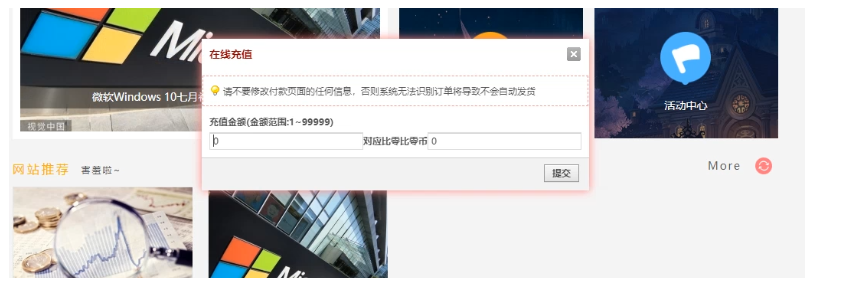 Mi
微软Windows 10七月
视觉中国
在线充值
请不要修改付款页面的任何信息，否则系统无法识别订单将导致不会自动发货
充值金额(金额范围:1~99999)
0 对应比零比零币 0
提交
活动中心
网站推荐 害羞啦~
More
Mi